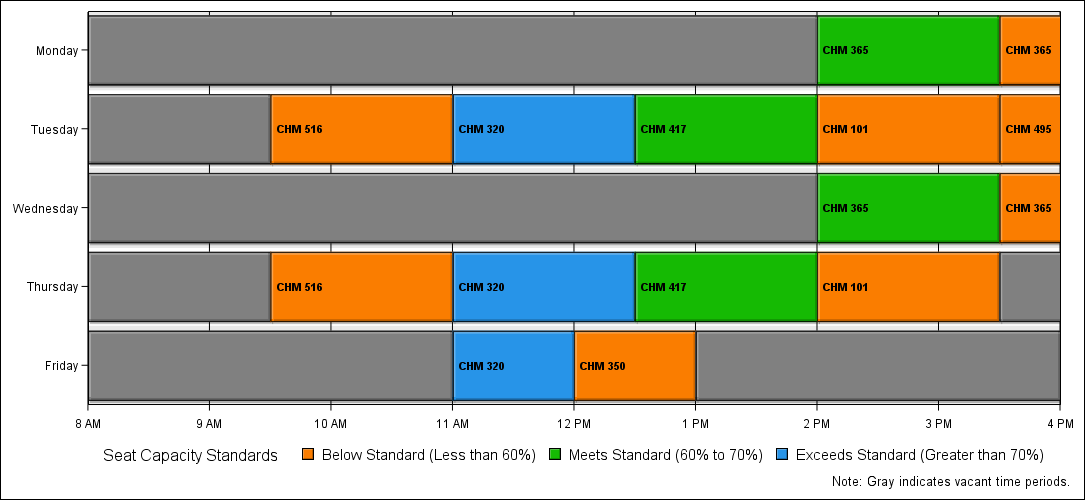 Monday CHM 365 CHM 365
Tuesday CHM 516 CHM 320 CHM 417 CHM 101 CHM 495
Wednesday CHM 365 CHM 365
Thursday CHM 516 CHM 320 CHM 417 CHM 101
Friday CHM 320 CHM 350
8 AM 9 AM 10 AM 11 AM 12 PM 1 PM 2 PM 3 PM 4 PM
Seat Capacity Standards Below Standard (Less than 60%) Meets Standard (60% to 70%) Exceeds Standard (Greater than 70%)
Note: Gray indicates vacant time periods.